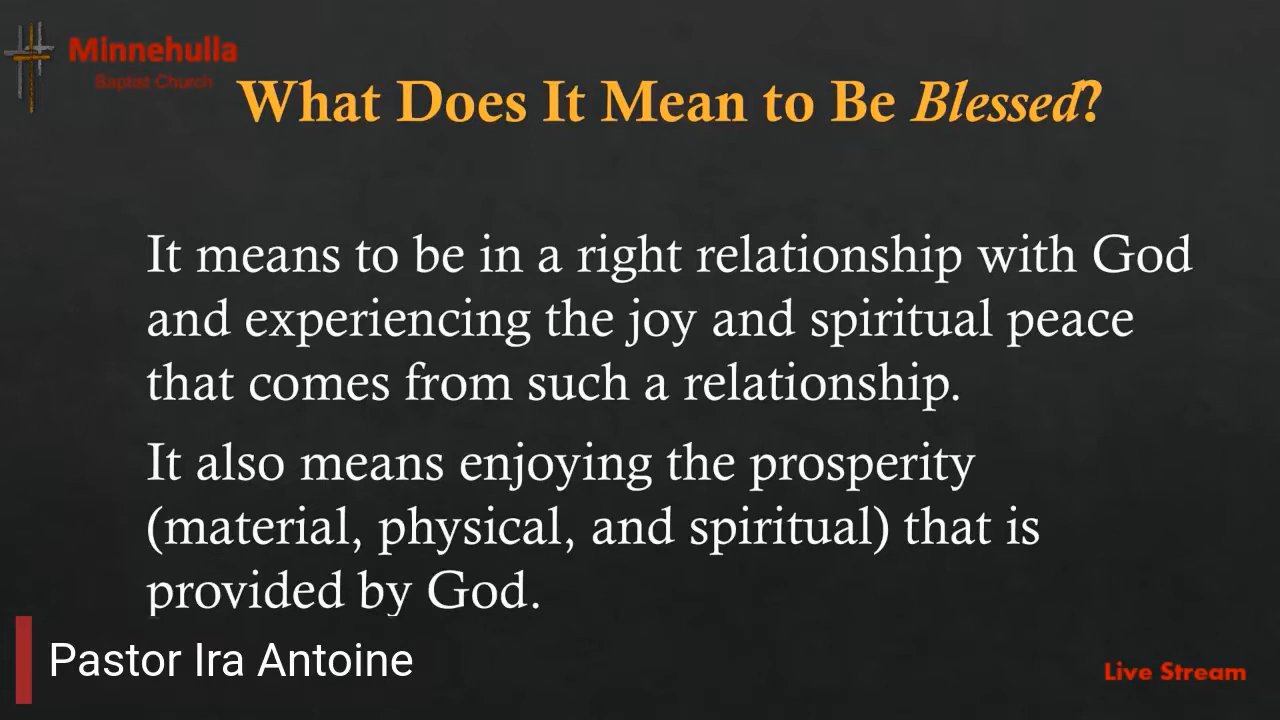 Minnehulla
Baptist Church
What Does It Mean to Be Blessed?
It means to be in a right relationship with God
and experiencing the joy and spiritual peace
that comes from such a relationship.
It also means enjoying the prosperity
(material, physical, and spiritual) that is
provided by God.
Pastor Ira Antoine
Live Stream